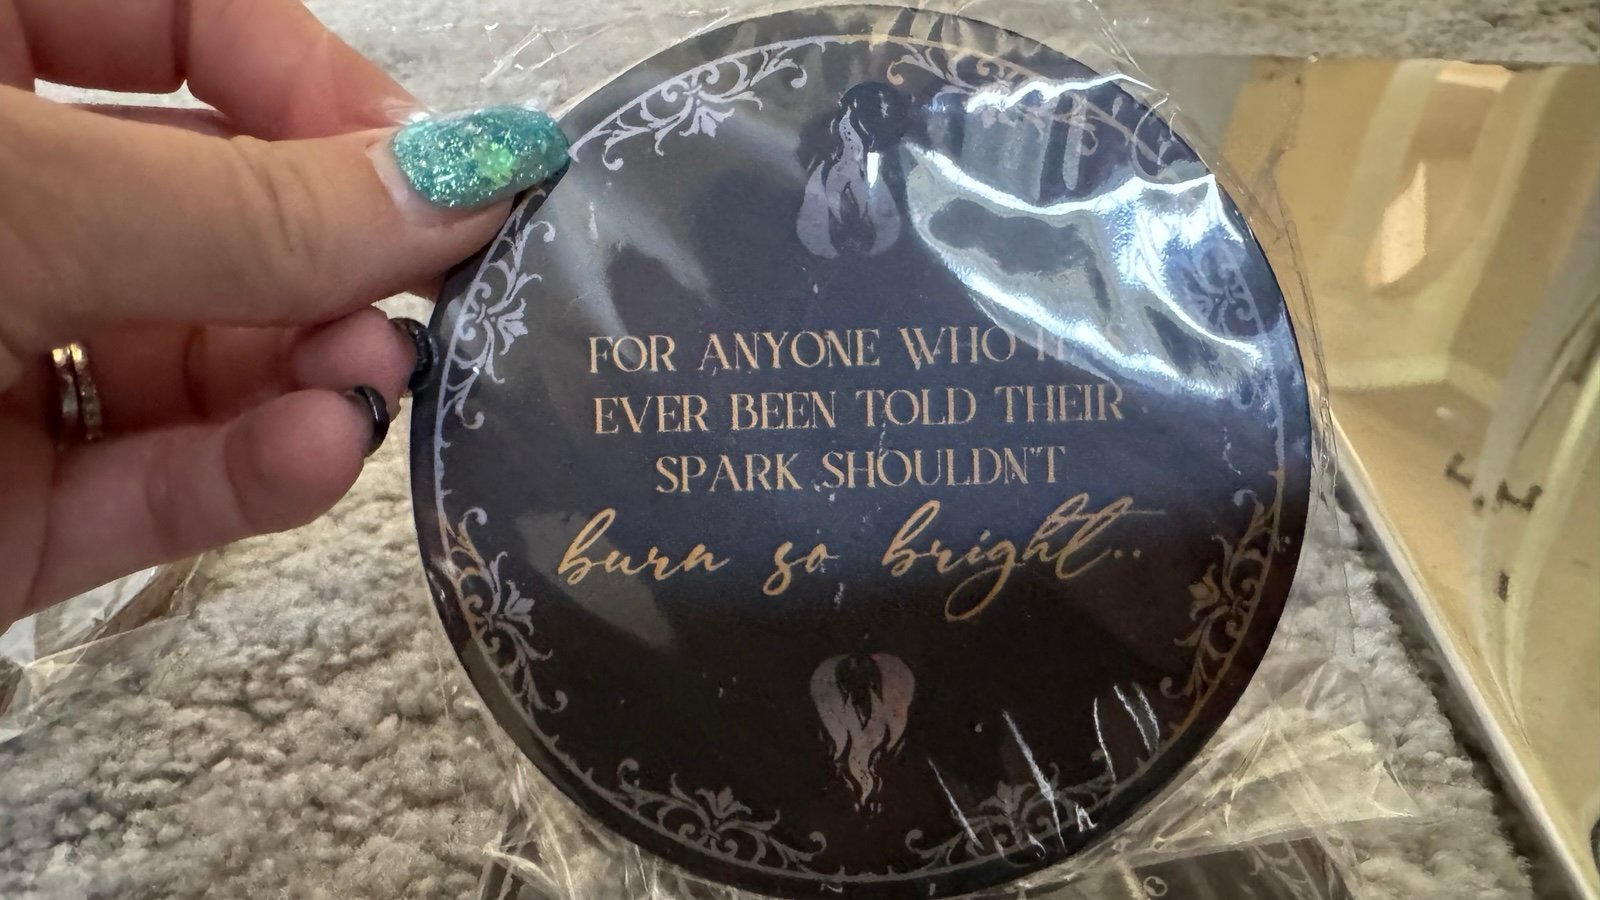 FOR ANYONE WHO
EVER BEEN TOLD THEIR
SPARK SHOULDN'T
burn so bright..